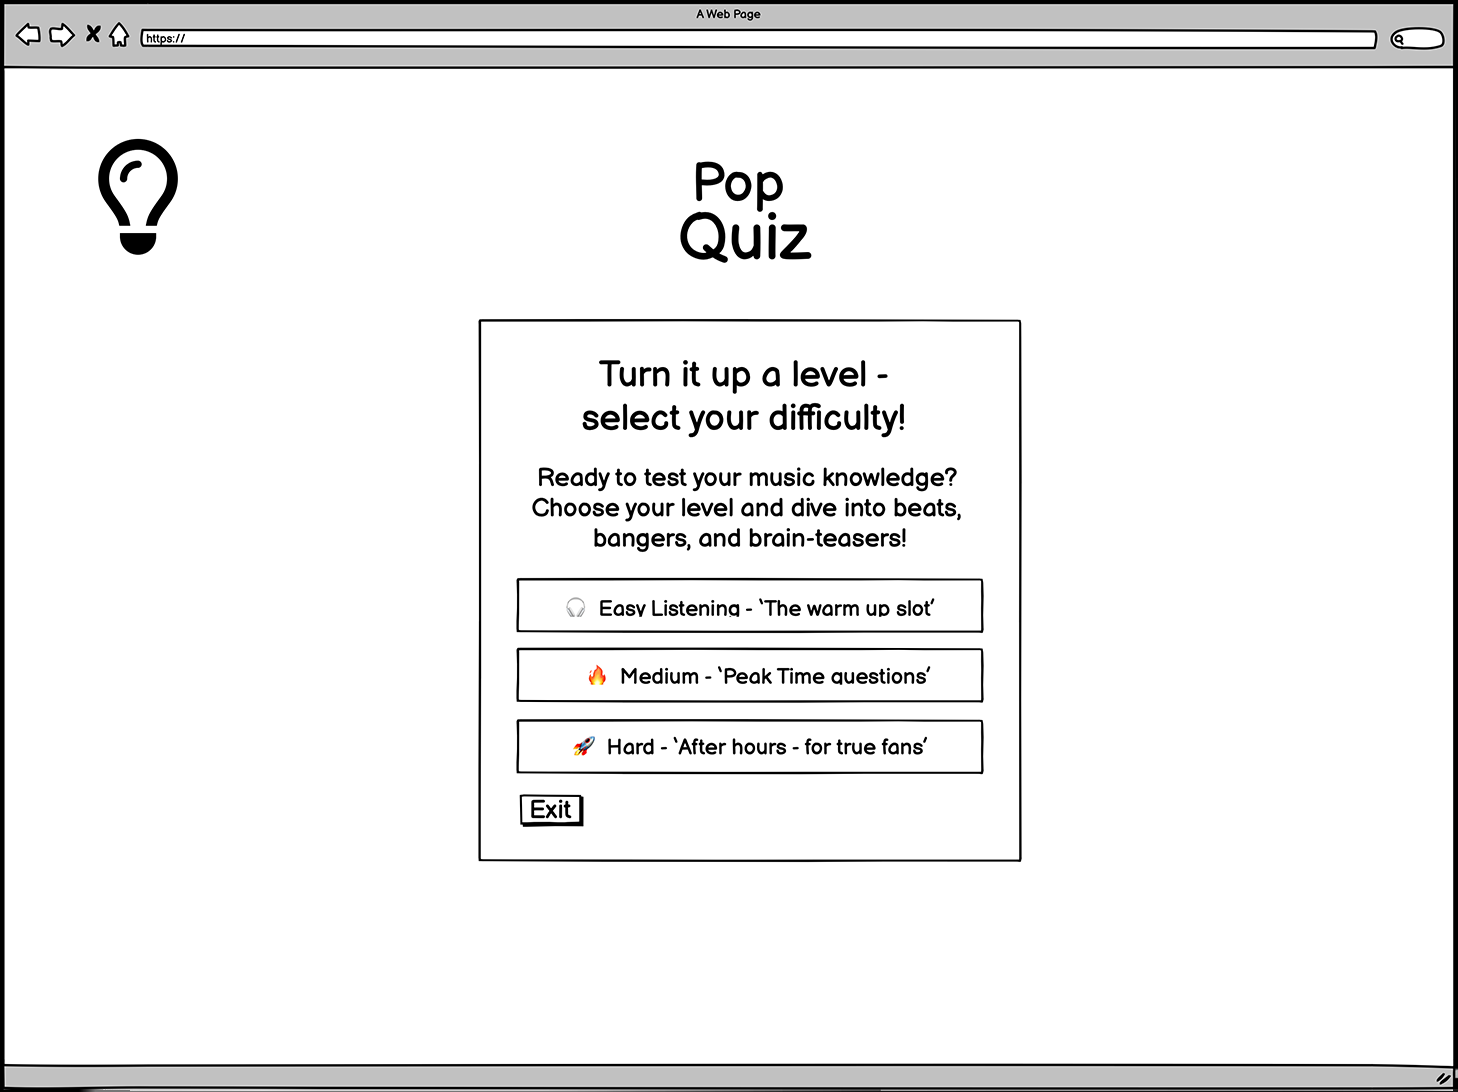 A Web Page
https://
Pop
Quiz
Turn it up a level -
select your difficulty!
Ready to test your music knowledge?
Choose your level and dive into beats,
bangers, and brain-teasers!
🎧 Easy Listening - ‘The warm up slot’
🔥 Medium - ‘Peak Time questions’
🚀 Hard - ‘After hours - for true fans’
Exit